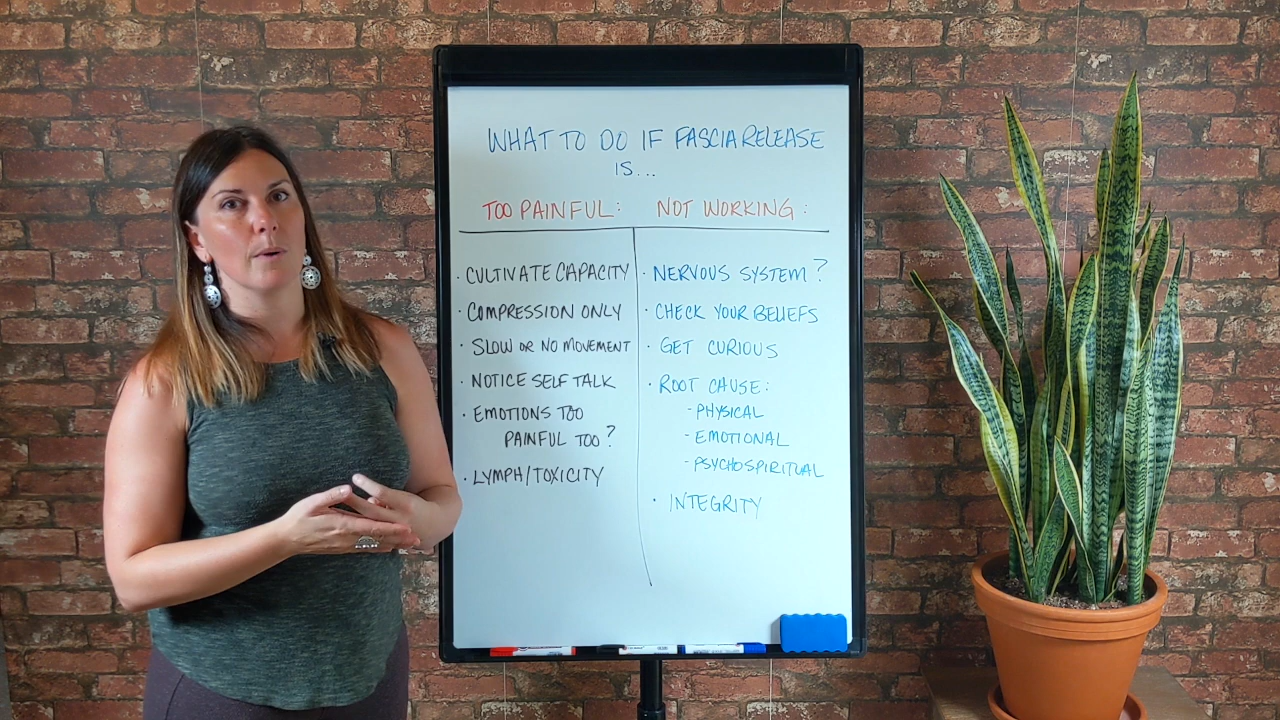 WHAT TO DO IF FASCIA RELEASE
IS...
TOO PAINFUL:
· CULTIVATE CAPACITY
· COMPRESSION ONLY
· SLOW OR NO MOVEMENT
· NOTICE SELF TALK
· EMOTIONS TOO
PAINFUL TOO?
· LYMPH/TOXICITY
NOT WORKING:
· NERVOUS SYSTEM?
· CHECK YOUR BELIEFS
· GET CURIOUS
· ROOT CAUSE:
- PHYSICAL
- EMOTIONAL
- PSYCHOSPIRITUAL
· INTEGRITY